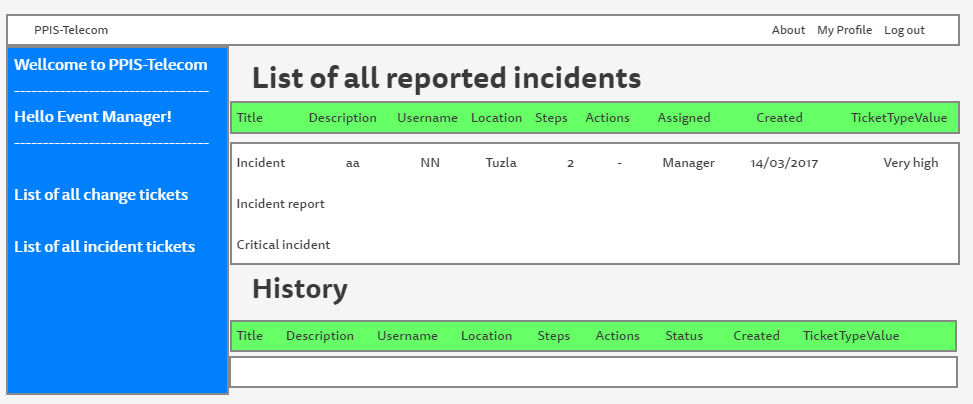 PPIS-Telecom About My Profile Log out
Wellcome to PPIS-Telecom
-----------------------------------
Hello Event Manager!
-----------------------------------
List of all change tickets
List of all incident tickets
List of all reported incidents
Title Description Username Location Steps Actions Assigned Created TicketTypeValue
Incident aa NN Tuzla 2 - Manager 14/03/2017 Very high
Incident report
Critical incident
History
Title Description Username Location Steps Actions Status Created TicketTypeValue